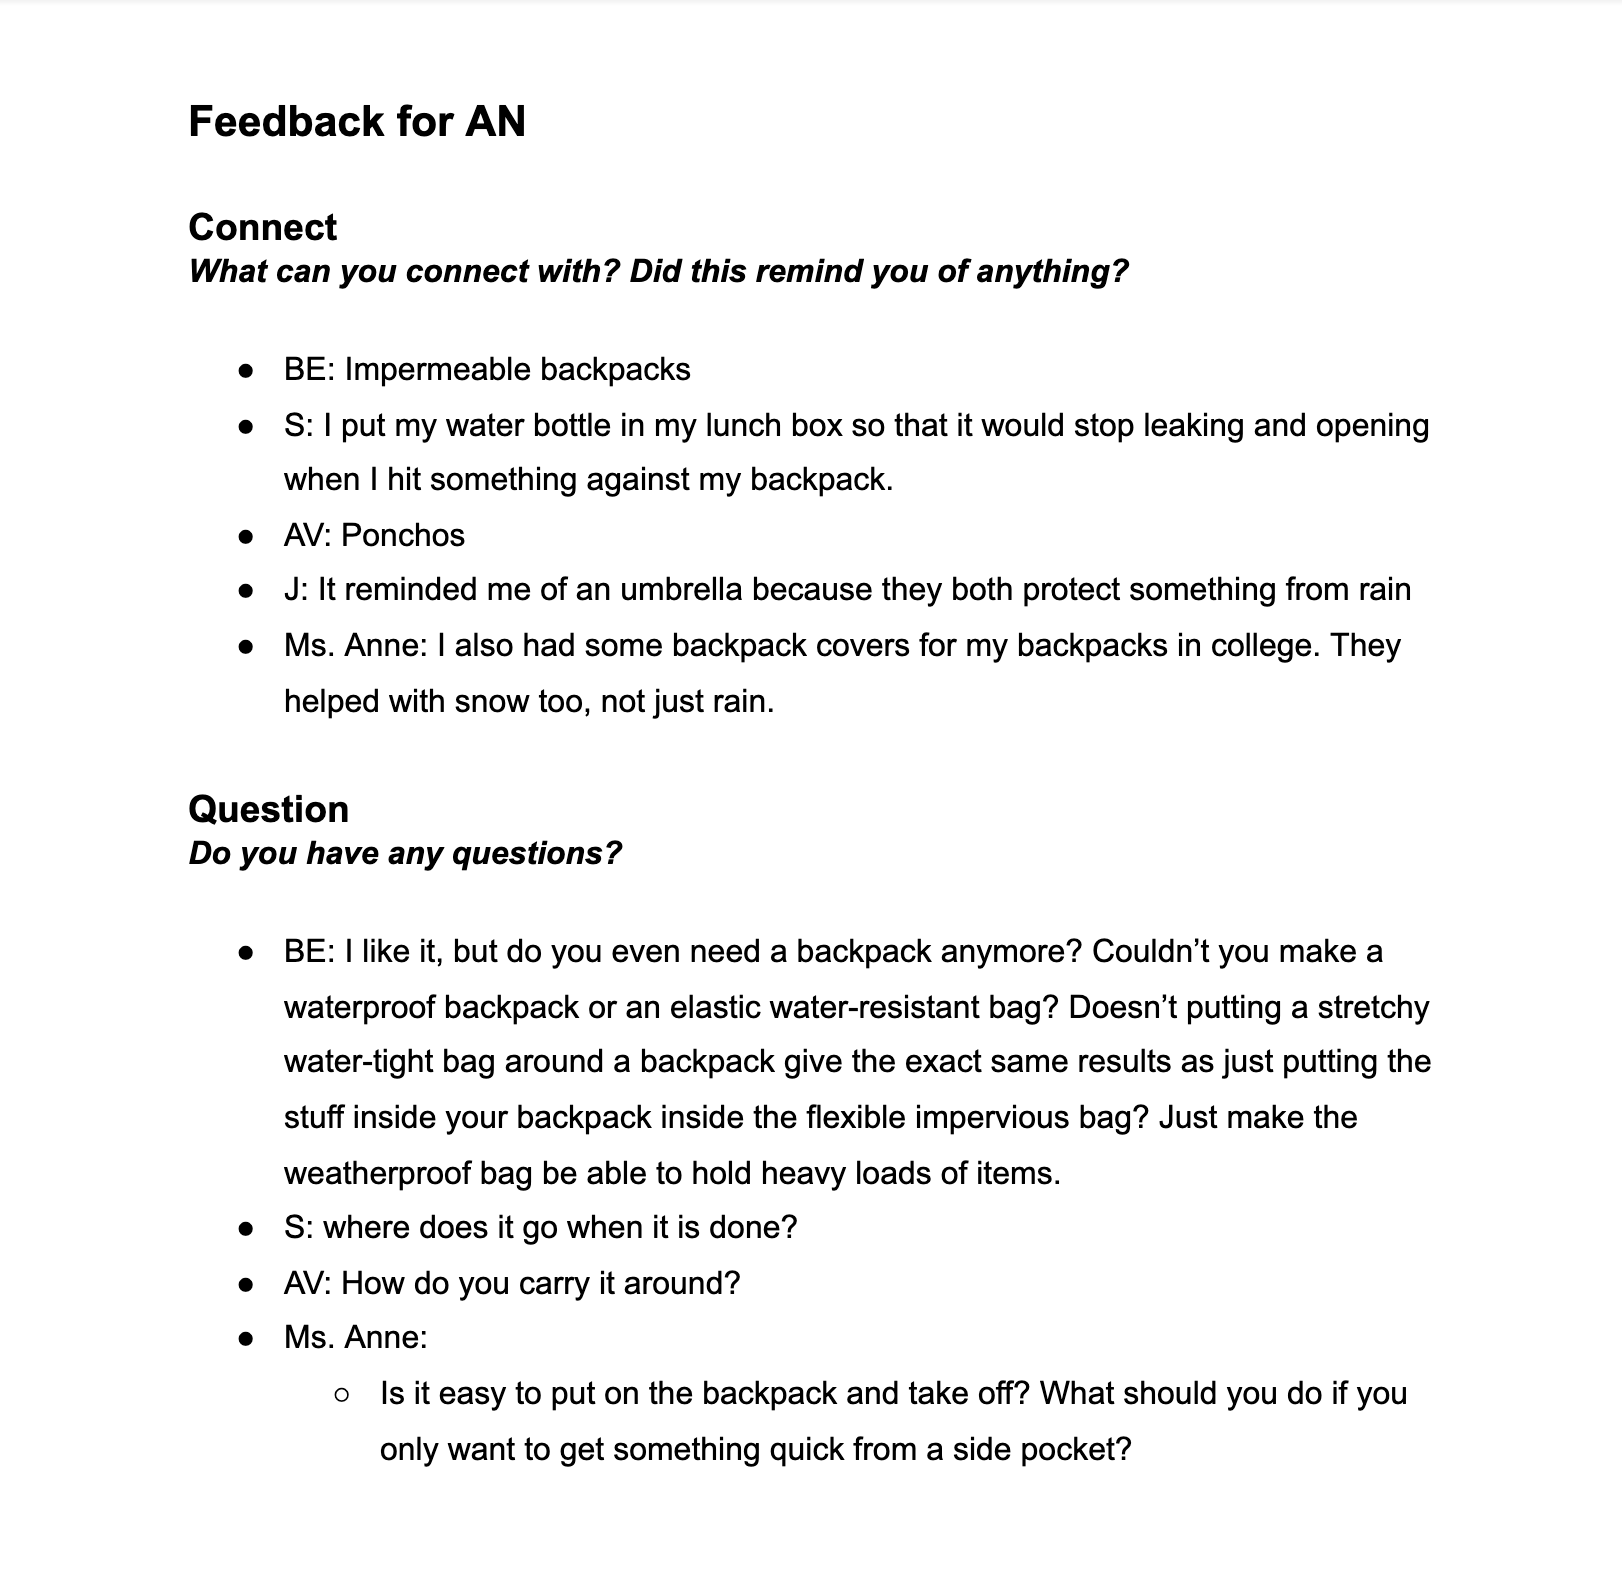 Feedback for AN
Connect
What can you connect with? Did this remind you of anything?
● BE: Impermeable backpacks
● S: I put my water bottle in my lunch box so that it would stop leaking and opening
when I hit something against my backpack.
● AV: Ponchos
● J: It reminded me of an umbrella because they both protect something from rain
● Ms. Anne: I also had some backpack covers for my backpacks in college. They
helped with snow too, not just rain.
Question
Do you have any questions?
● BE: I like it, but do you even need a backpack anymore? Couldn’t you make a
waterproof backpack or an elastic water-resistant bag? Doesn’t putting a stretchy
water-tight bag around a backpack give the exact same results as just putting the
stuff inside your backpack inside the flexible impervious bag? Just make the
weatherproof bag be able to hold heavy loads of items.
● S: where does it go when it is done?
● AV: How do you carry it around?
● Ms. Anne:
○ Is it easy to put on the backpack and take off? What should you do if you
only want to get something quick from a side pocket?